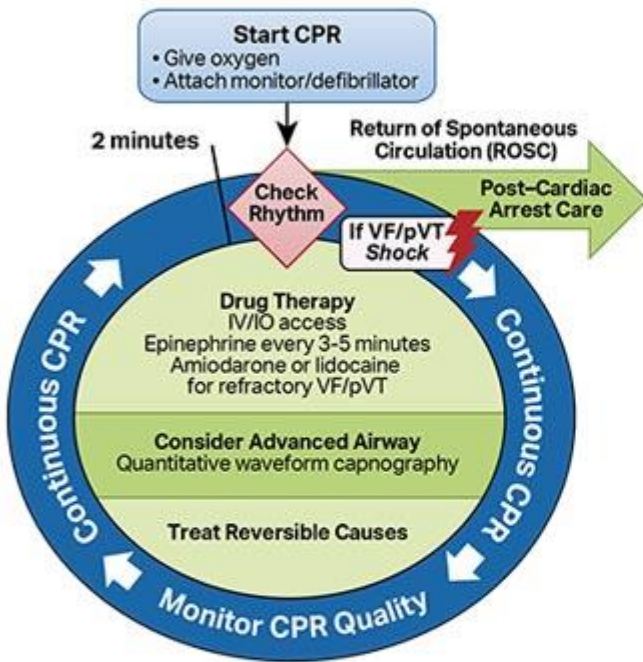 Start CPR
• Give oxygen
• Attach monitor/defibrillator
2 minutes
Return of Spontaneous
Circulation (ROSC)
Check
Rhythm
Post–Cardiac
Arrest Care
If VF/pVT
Shock
Drug Therapy
IV/IO access
Epinephrine every 3-5 minutes
Amiodarone or lidocaine
for refractory VF/pVT
Consider Advanced Airway
Quantitative waveform capnography
Treat Reversible Causes
Continuous CPR
Monitor CPR Quality
Continuous CPR